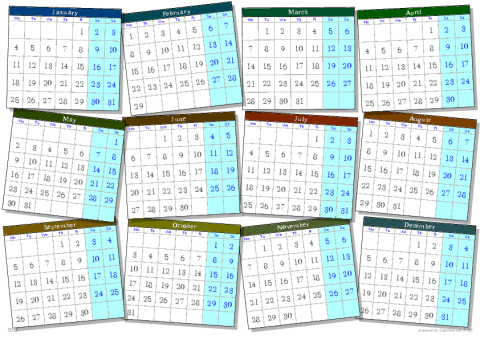 January
Mo Tu We Th Fr Sa Su
1 2 3
4 5 6 7 8 9 10
11 12 13 14 15 16 17
18 19 20 21 22 23 24
25 26 27 28 29 30 31
February
Mo Tu We Th Fr Sa Su
1 2 3 4 5 6 7
8 9 10 11 12 13 14
15 16 17 18 19 20 21
22 23 24 25 26 27 28
29
March
Mo Tu We Th Fr Sa Su
1 2 3 4 5 6
7 8 9 10 11 12 13
14 15 16 17 18 19 20
21 22 23 24 25 26 27
28 29 30 31
April
Mo Tu We Th Fr Sa Su
1 2 3
4 5 6 7 8 9 10
11 12 13 14 15 16 17
18 19 20 21 22 23 24
25 26 27 28 29 30
May
Mo Tu We Th Fr Sa Su
1
2 3 4 5 6 7 8
9 10 11 12 13 14 15
16 17 18 19 20 21 22
23 24 25 26 27 28 29
30 31
June
Mo Tu We Th Fr Sa Su
1 2 3 4 5
6 7 8 9 10 11 12
13 14 15 16 17 18 19
20 21 22 23 24 25 26
27 28 29 30
July
Mo Tu We Th Fr Sa Su
1 2 3
4 5 6 7 8 9 10
11 12 13 14 15 16 17
18 19 20 21 22 23 24
25 26 27 28 29 30 31
August
Mo Tu We Th Fr Sa Su
1 2 3 4 5 6 7
8 9 10 11 12 13 14
15 16 17 18 19 20 21
22 23 24 25 26 27 28
29 30 31
September
Mo Tu We Th Fr Sa Su
1 2 3 4
5 6 7 8 9 10 11
12 13 14 15 16 17 18
19 20 21 22 23 24 25
26 27 28 29 30
October
Mo Tu We Th Fr Sa Su
1 2
3 4 5 6 7 8 9
10 11 12 13 14 15 16
17 18 19 20 21 22 23
24 25 26 27 28 29 30
31
November
Mo Tu We Th Fr Sa Su
1 2 3 4 5 6
7 8 9 10 11 12 13
14 15 16 17 18 19 20
21 22 23 24 25 26 27
28 29 30
December
Mo Tu We Th Fr Sa Su
1 2 3 4
5 6 7 8 9 10 11
12 13 14 15 16 17 18
19 20 21 22 23 24 25
26 27 28 29 30 31